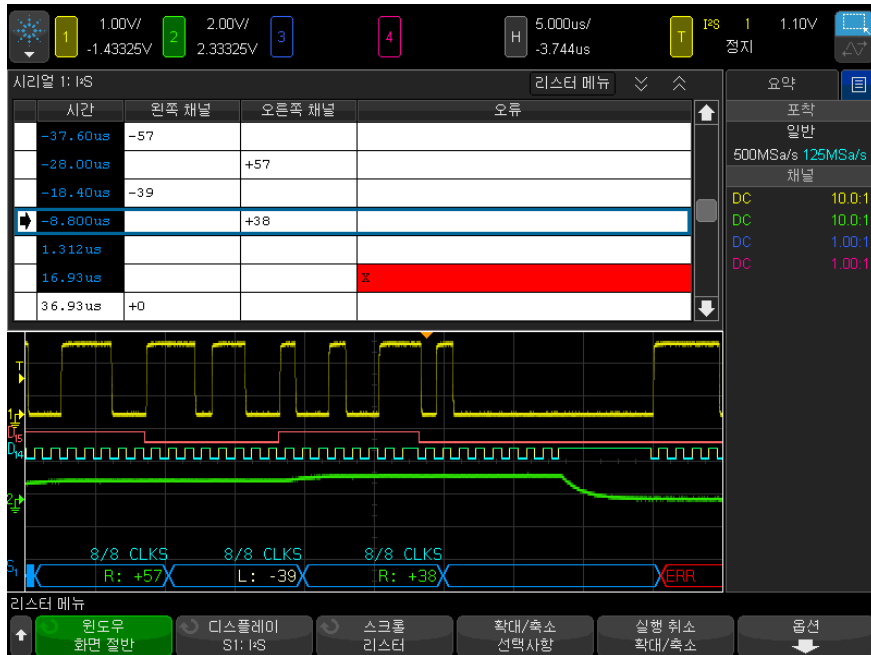 1 1.00V/ 2 2.00V/ 3 4 H 5.000us/ T I²S 1 1.10V
-1.43325V 2.33325V -3.744us 정지
시리얼 1: I²S 리스터 메뉴 요약
시간 왼쪽 채널 오른쪽 채널 오류
-37.60us -57
-28.00us +57
-18.40us -39
-8.800us +38
1.312us
16.93us X
36.93us +0
포착
일반
500MSa/s 125MSa/s
채널
DC 10.0:1
DC 10.0:1
DC 1.00:1
DC 1.00:1
T
1
D15
D14
2
8/8 CLKS 8/8 CLKS 8/8 CLKS
S1 R: +57 L: -39 R: +38 ERR
리스터 메뉴
윈도우 디스플레이 스크롤 확대/축소 실행 취소 옵션
화면 절반 S1: I²S 리스터 선택사항 확대/축소